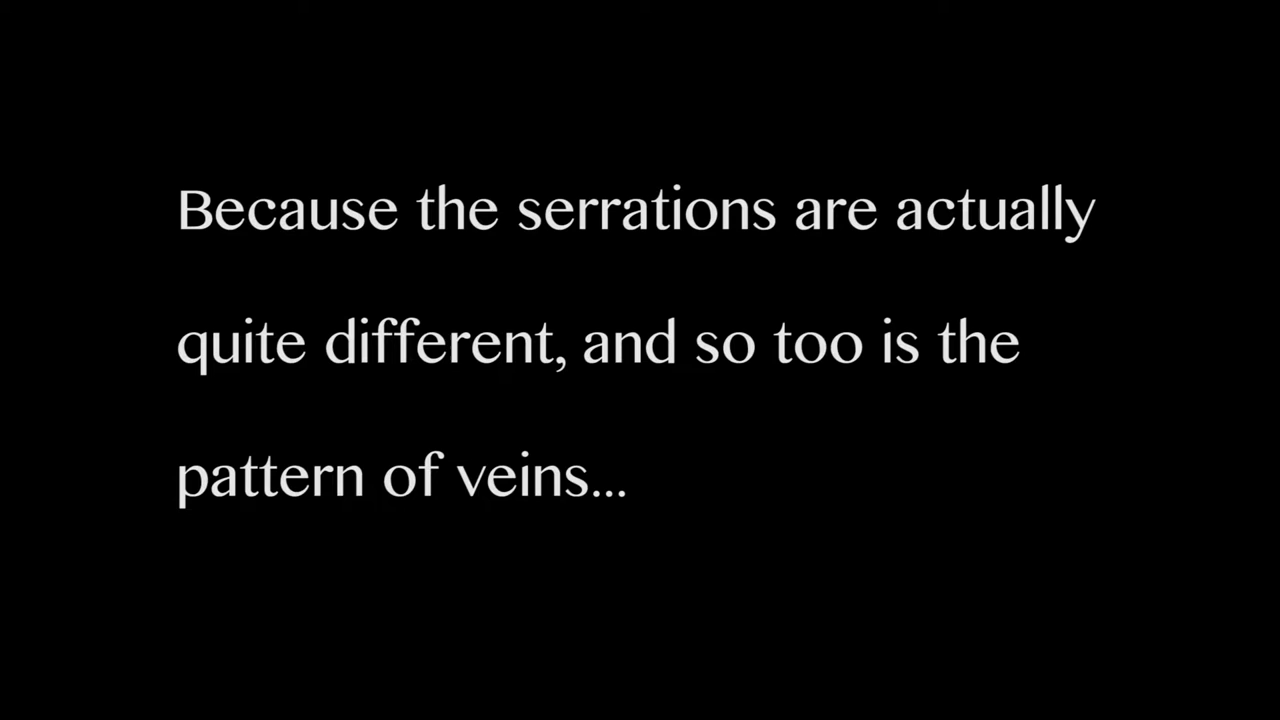 Because the serrations are actually
quite different, and so too is the
pattern of veins...